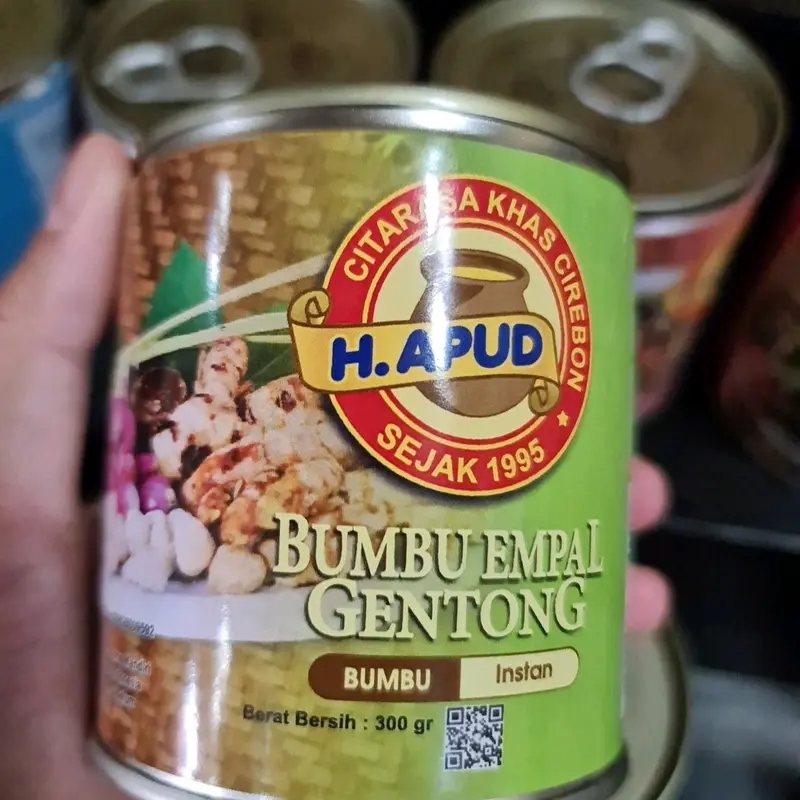 CITARASA KHAS CIREBON
H.APUD
SEJAK 1995
BUMBU EMPAL
GENTONG
BUMBU Instan
Berat Bersih : 300 gr